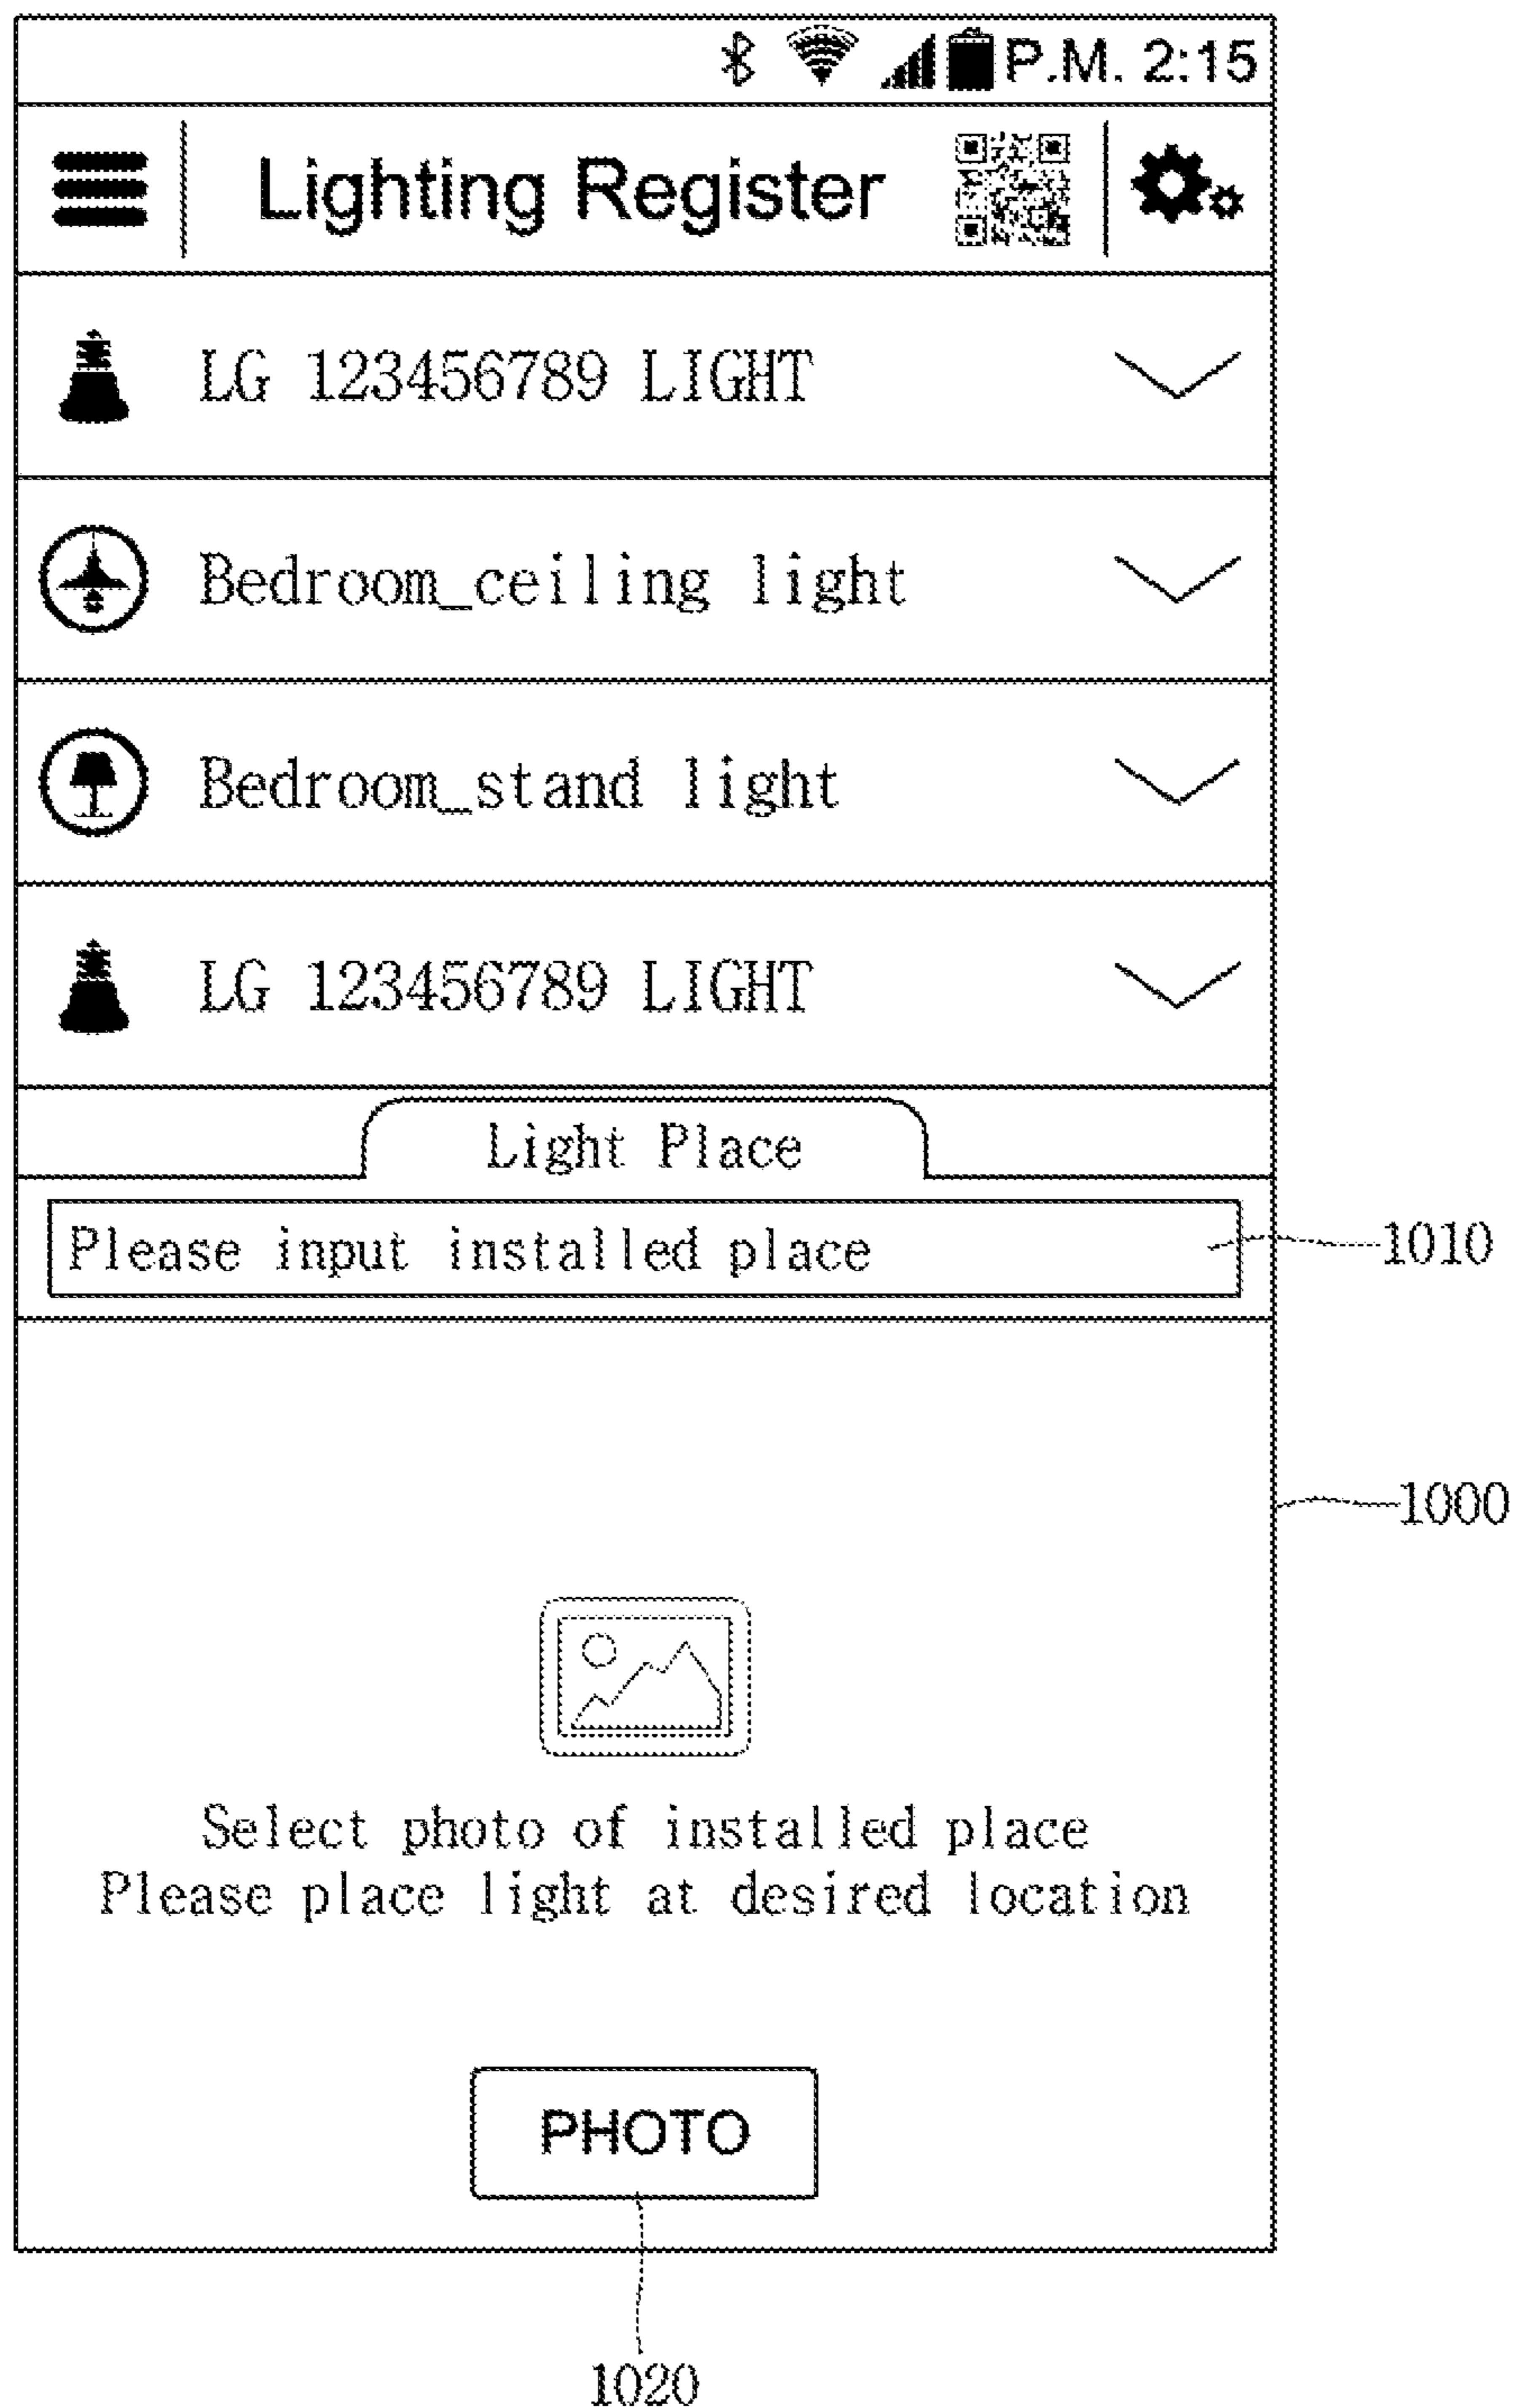 P.M. 2:15
Lighting Register
LG 123456789 LIGHT
Bedroom_ceiling light
Bedroom_stand light
LG 123456789 LIGHT
Light Place
Please input installed place
1010
1000
Select photo of installed place
Please place light at desired location
PHOTO
1020